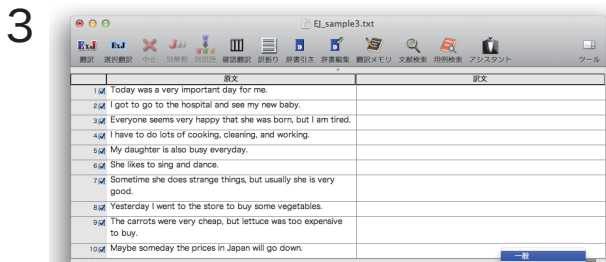 3
EJ_sample3.txt
ExJ ExJ
翻訳 選択翻訳 中止 逆翻訳 別訳語 確認翻訳 訳振り 辞書引き 辞書編集 翻訳メモリ 文献検索 用例検索 アシスタント ツール
原文 訳文
1 Today was a very important day for me.
2 I got to go to the hospital and see my new baby.
3 Everyone seems very happy that she was born, but I am tired.
4 I have to do lots of cooking, cleaning, and working.
5 My daughter is also busy everyday.
6 She likes to sing and dance.
7 Sometime she does strange things, but usually she is very
good.
8 Yesterday I went to the store to buy some vegetables.
9 The carrots were very cheap, but lettuce was too expensive
to buy.
10 Maybe someday the prices in Japan will go down.
一般